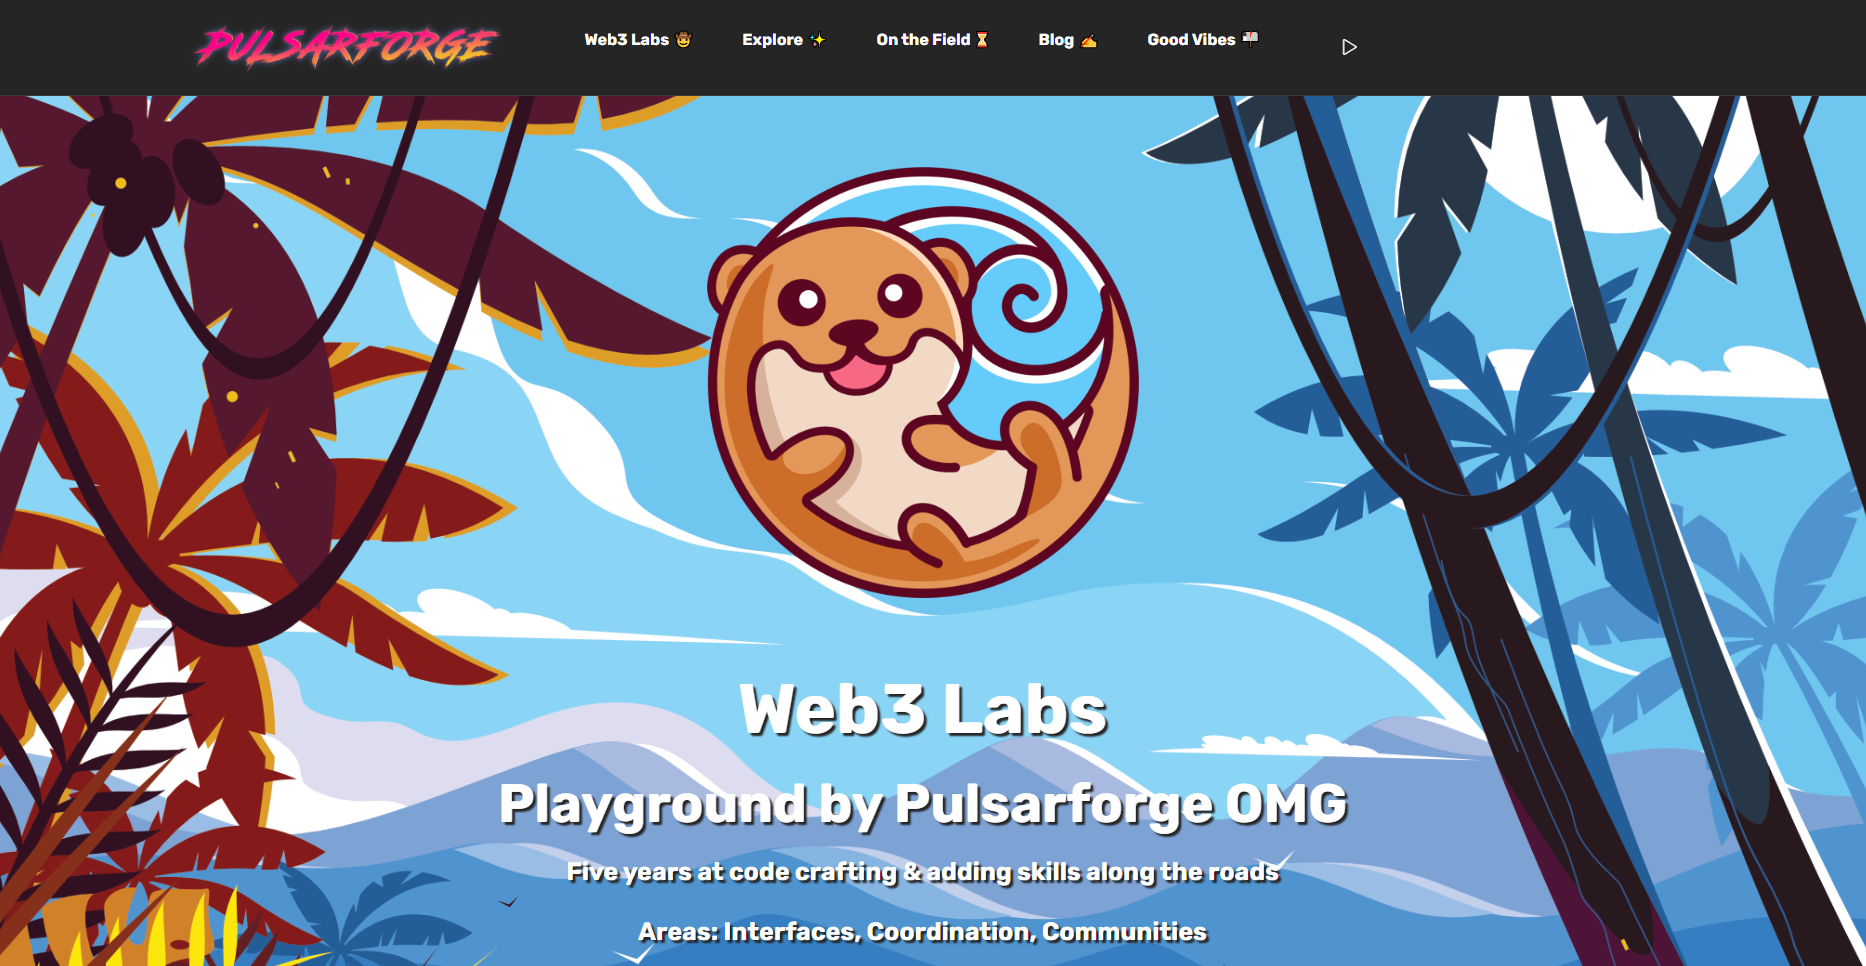 PULSARFORGE
Web3 Labs 🤠 Explore ✨ On the Field ⏳ Blog ✍️ Good Vibes 📬
Web3 Labs
Playground by Pulsarforge OMG
Five years at code crafting & adding skills along the roads
Areas: Interfaces, Coordination, Communities